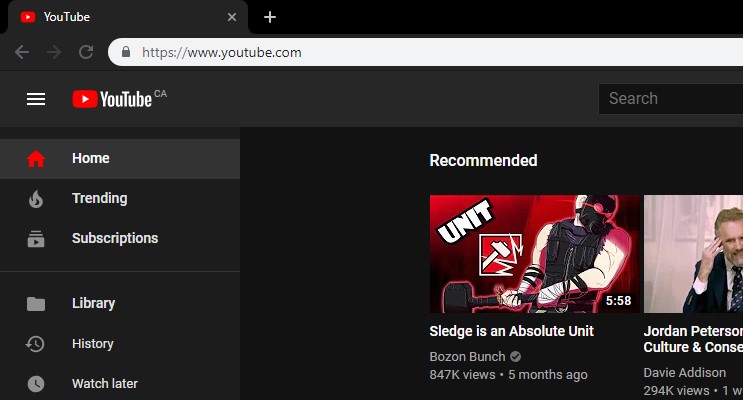 YouTube
https://www.youtube.com
YouTube CA
Search
Home
Trending
Subscriptions
Library
History
Watch later
Recommended
UNIT
5:58
Sledge is an Absolute Unit
Bozon Bunch
847K views • 5 months ago
Jordan Peterson
Culture &
Davie Addison
294K views • 1